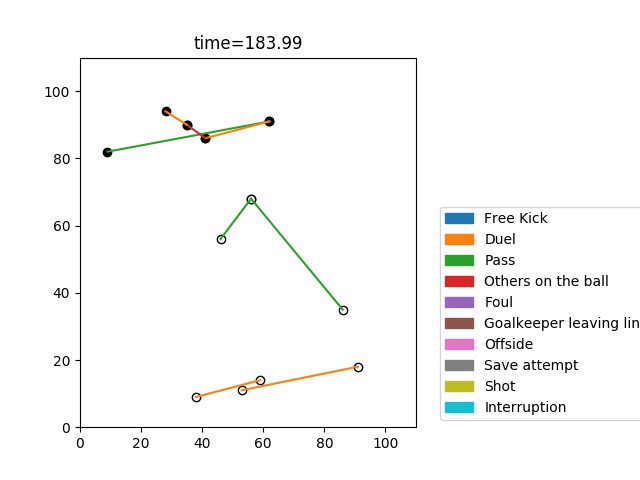 time=183.99
100
80
60
40
20
0
0 20 40 60 80 100
Free Kick
Duel
Pass
Others on the ball
Foul
Goalkeeper leaving lin
Offside
Save attempt
Shot
Interruption